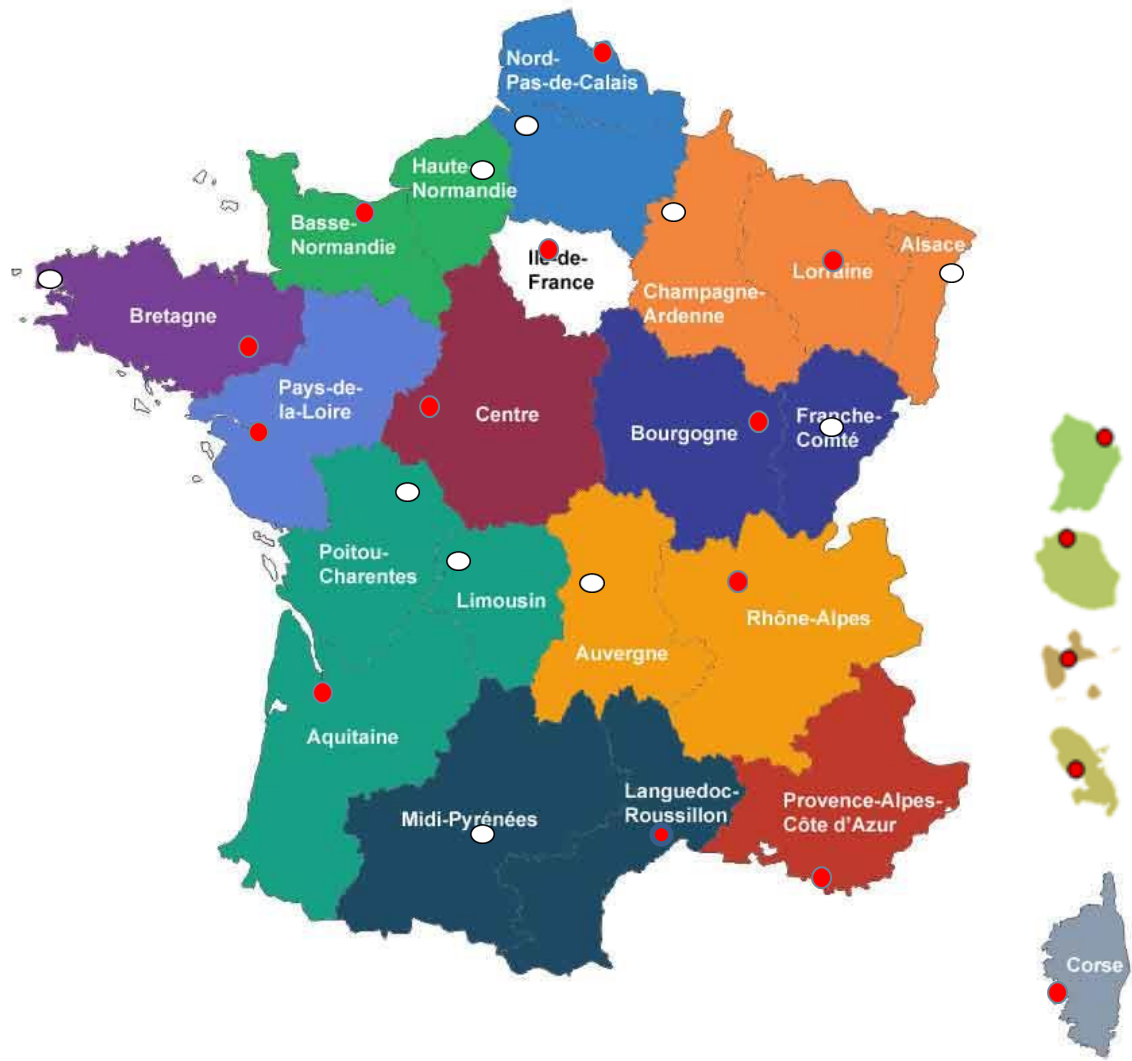 Nord-
Pas-de-Calais
Haute
Normandie
Basse-
Normandie
Ile-de-
France
Alsace
Lorraine
Champagne-
Ardenne
Bretagne
Pays-de-
la-Loire
Centre
Bourgogne
Franche-
Comté
Poitou-
Charentes
Limousin
Auvergne
Rhône-Alpes
Aquitaine
Midi-Pyrénées
Languedoc-
Roussillon
Provence-Alpes-
Côte d'Azur
Corse